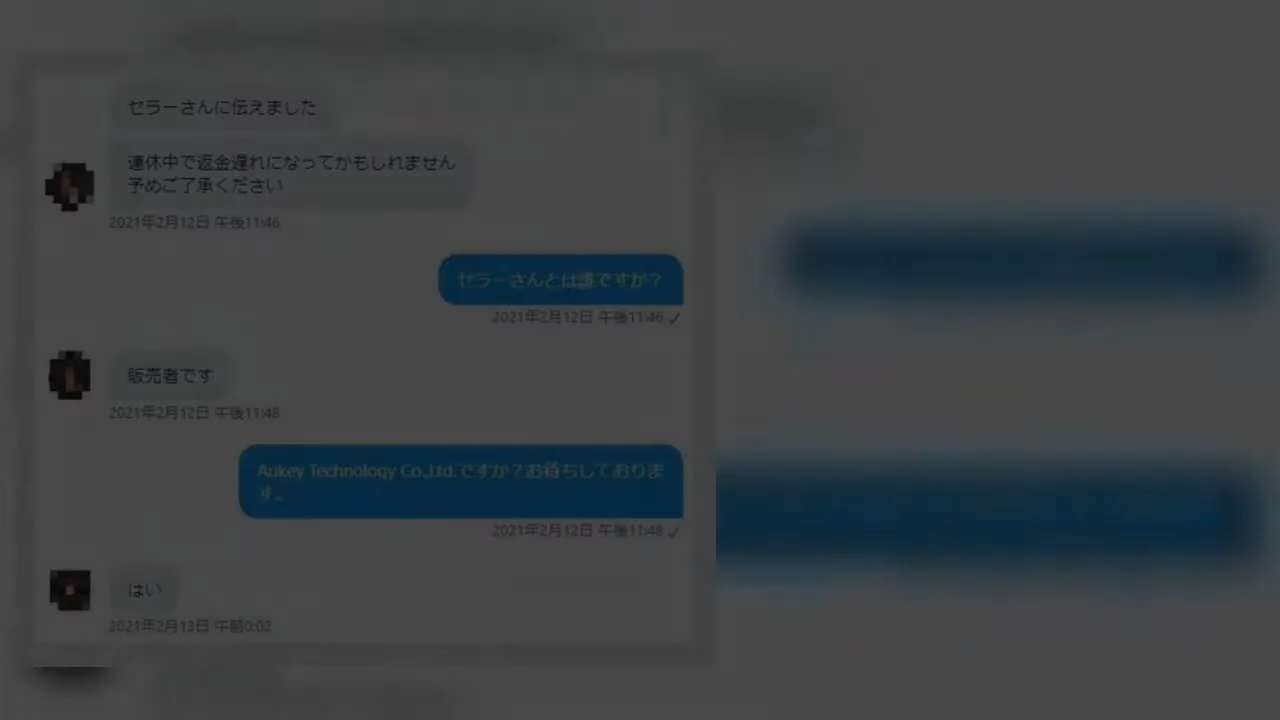 セラーさんに伝えました
連休中で返金遅れになってかもしれません
予めご了承ください
2021年2月12日 午後11:46
セラーさんとは誰ですか？
2021年2月12日 午後11:46 ✓
販売者です
2021年2月12日 午後11:48
Aukey Technology Co.,Ltd.ですか？お待ちしておりま
す。
2021年2月12日 午後11:48 ✓
はい
2021年2月13日 午前0:02